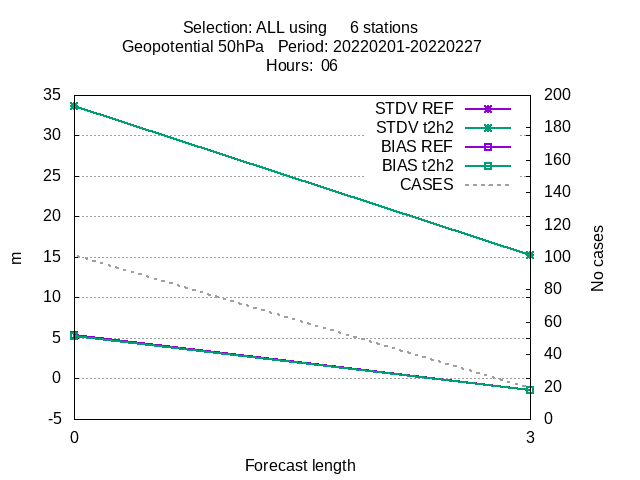 Selection: ALL using     6 stations
Geopotential 50hPa   Period: 20220201-20220227
Hours:  06
STDV REF
STDV t2h2
BIAS REF
BIAS t2h2
CASES
35
30
25
20
15
10
5
0
-5
m
200
180
160
140
120
100
80
60
40
20
0
No cases
0
3
Forecast length